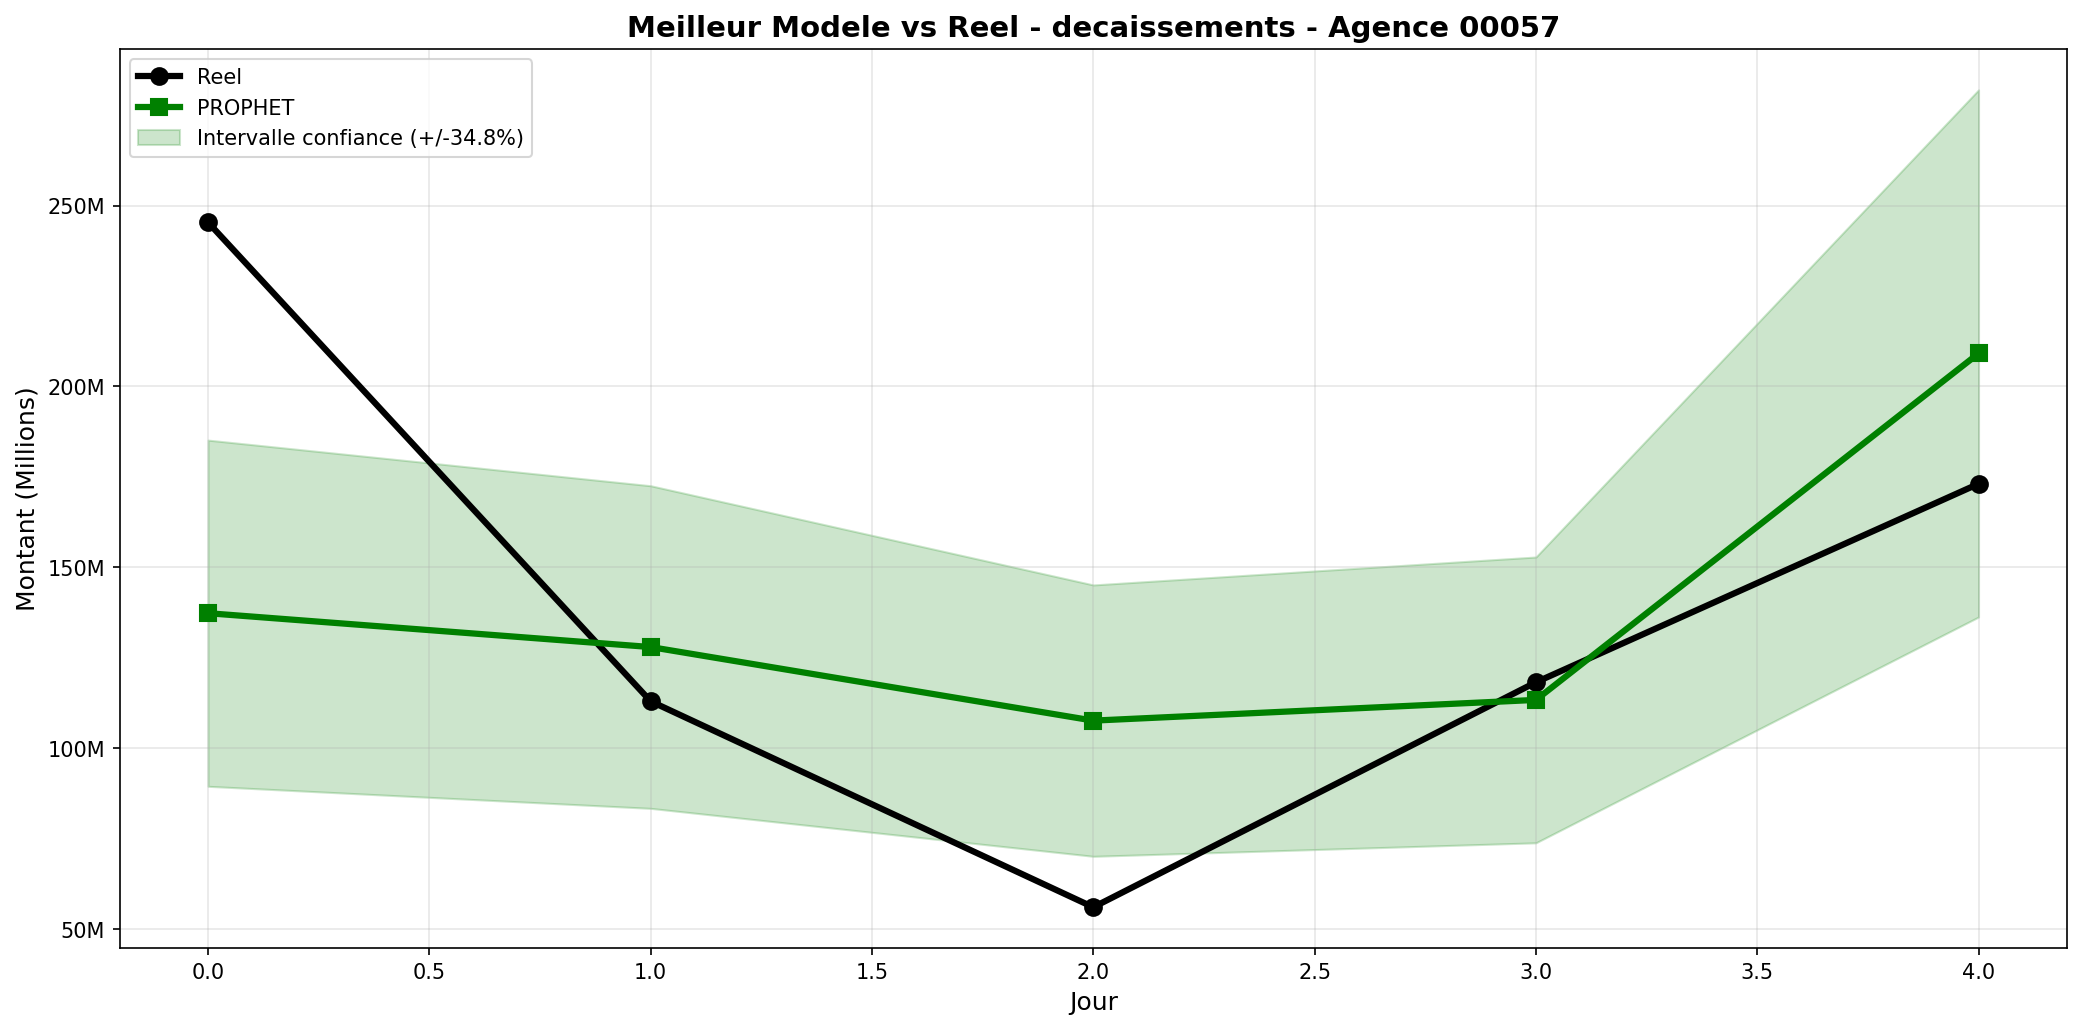 Meilleur Modele vs Reel - decaissements - Agence 00057
Reel
PROPHET
Intervalle confiance (+/-34.8%)
Montant (Millions)
250M
200M
150M
100M
50M
0.0 0.5 1.0 1.5 2.0 2.5 3.0 3.5 4.0
Jour